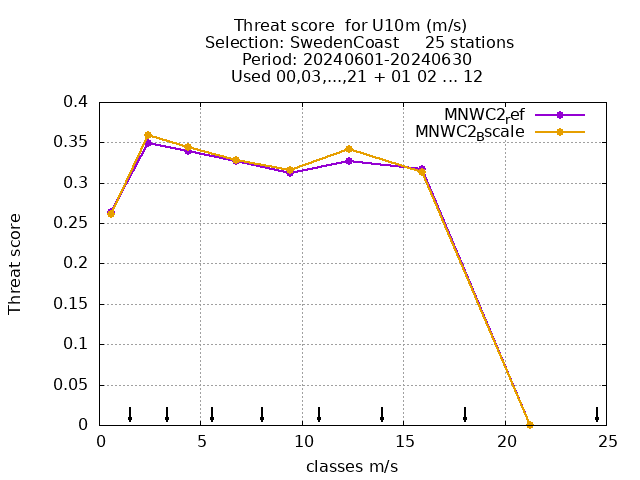 Threat score  for U10m (m/s)
Selection: SwedenCoast     25 stations
Period: 20240601-20240630
Used 00,03,...,21 + 01 02 ... 12
MNWC2ref
MNWC2Bscale
0.4
0.35
0.3
0.25
0.2
0.15
0.1
0.05
0
Threat score
0 5 10 15 20 25
classes m/s